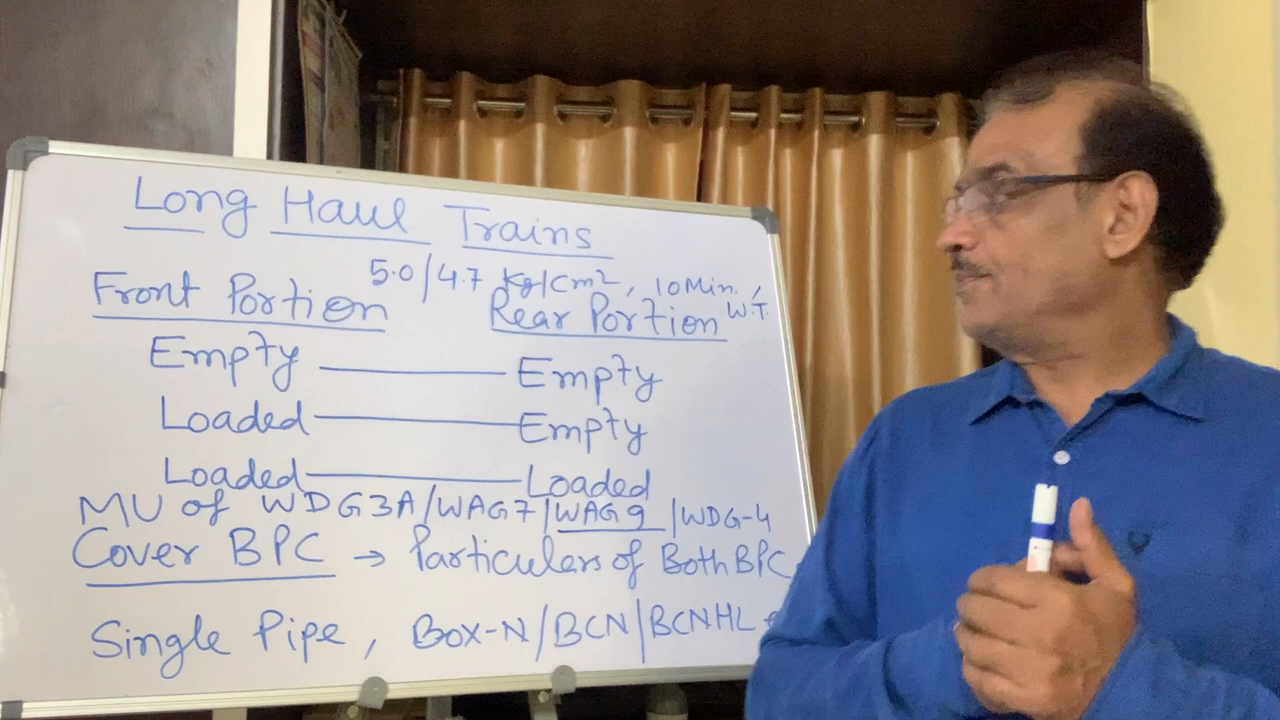 Long Haul Trains
5.0/4.7 Kg/Cm2, 10 Min., W.T.
Front Portion Rear Portion
Empty — Empty
Loaded — Empty
Loaded — Loaded
MU of WDG3A/WAG7/WAG9/WDG-4
Cover BPC → Particulers of Both BPC
Single Pipe, BOX-N/BCN/BCNHL